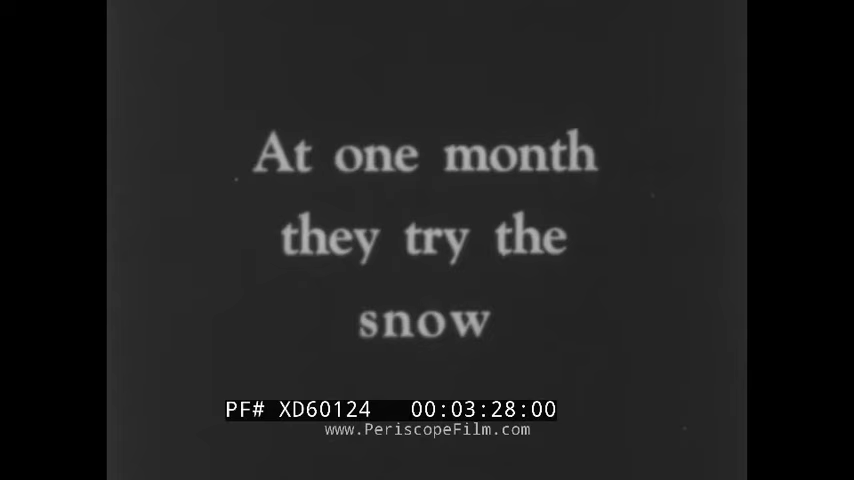 At one month
they try the
snow
PF# XD60124 00:03:28:00
www.PeriscopeFilm.com